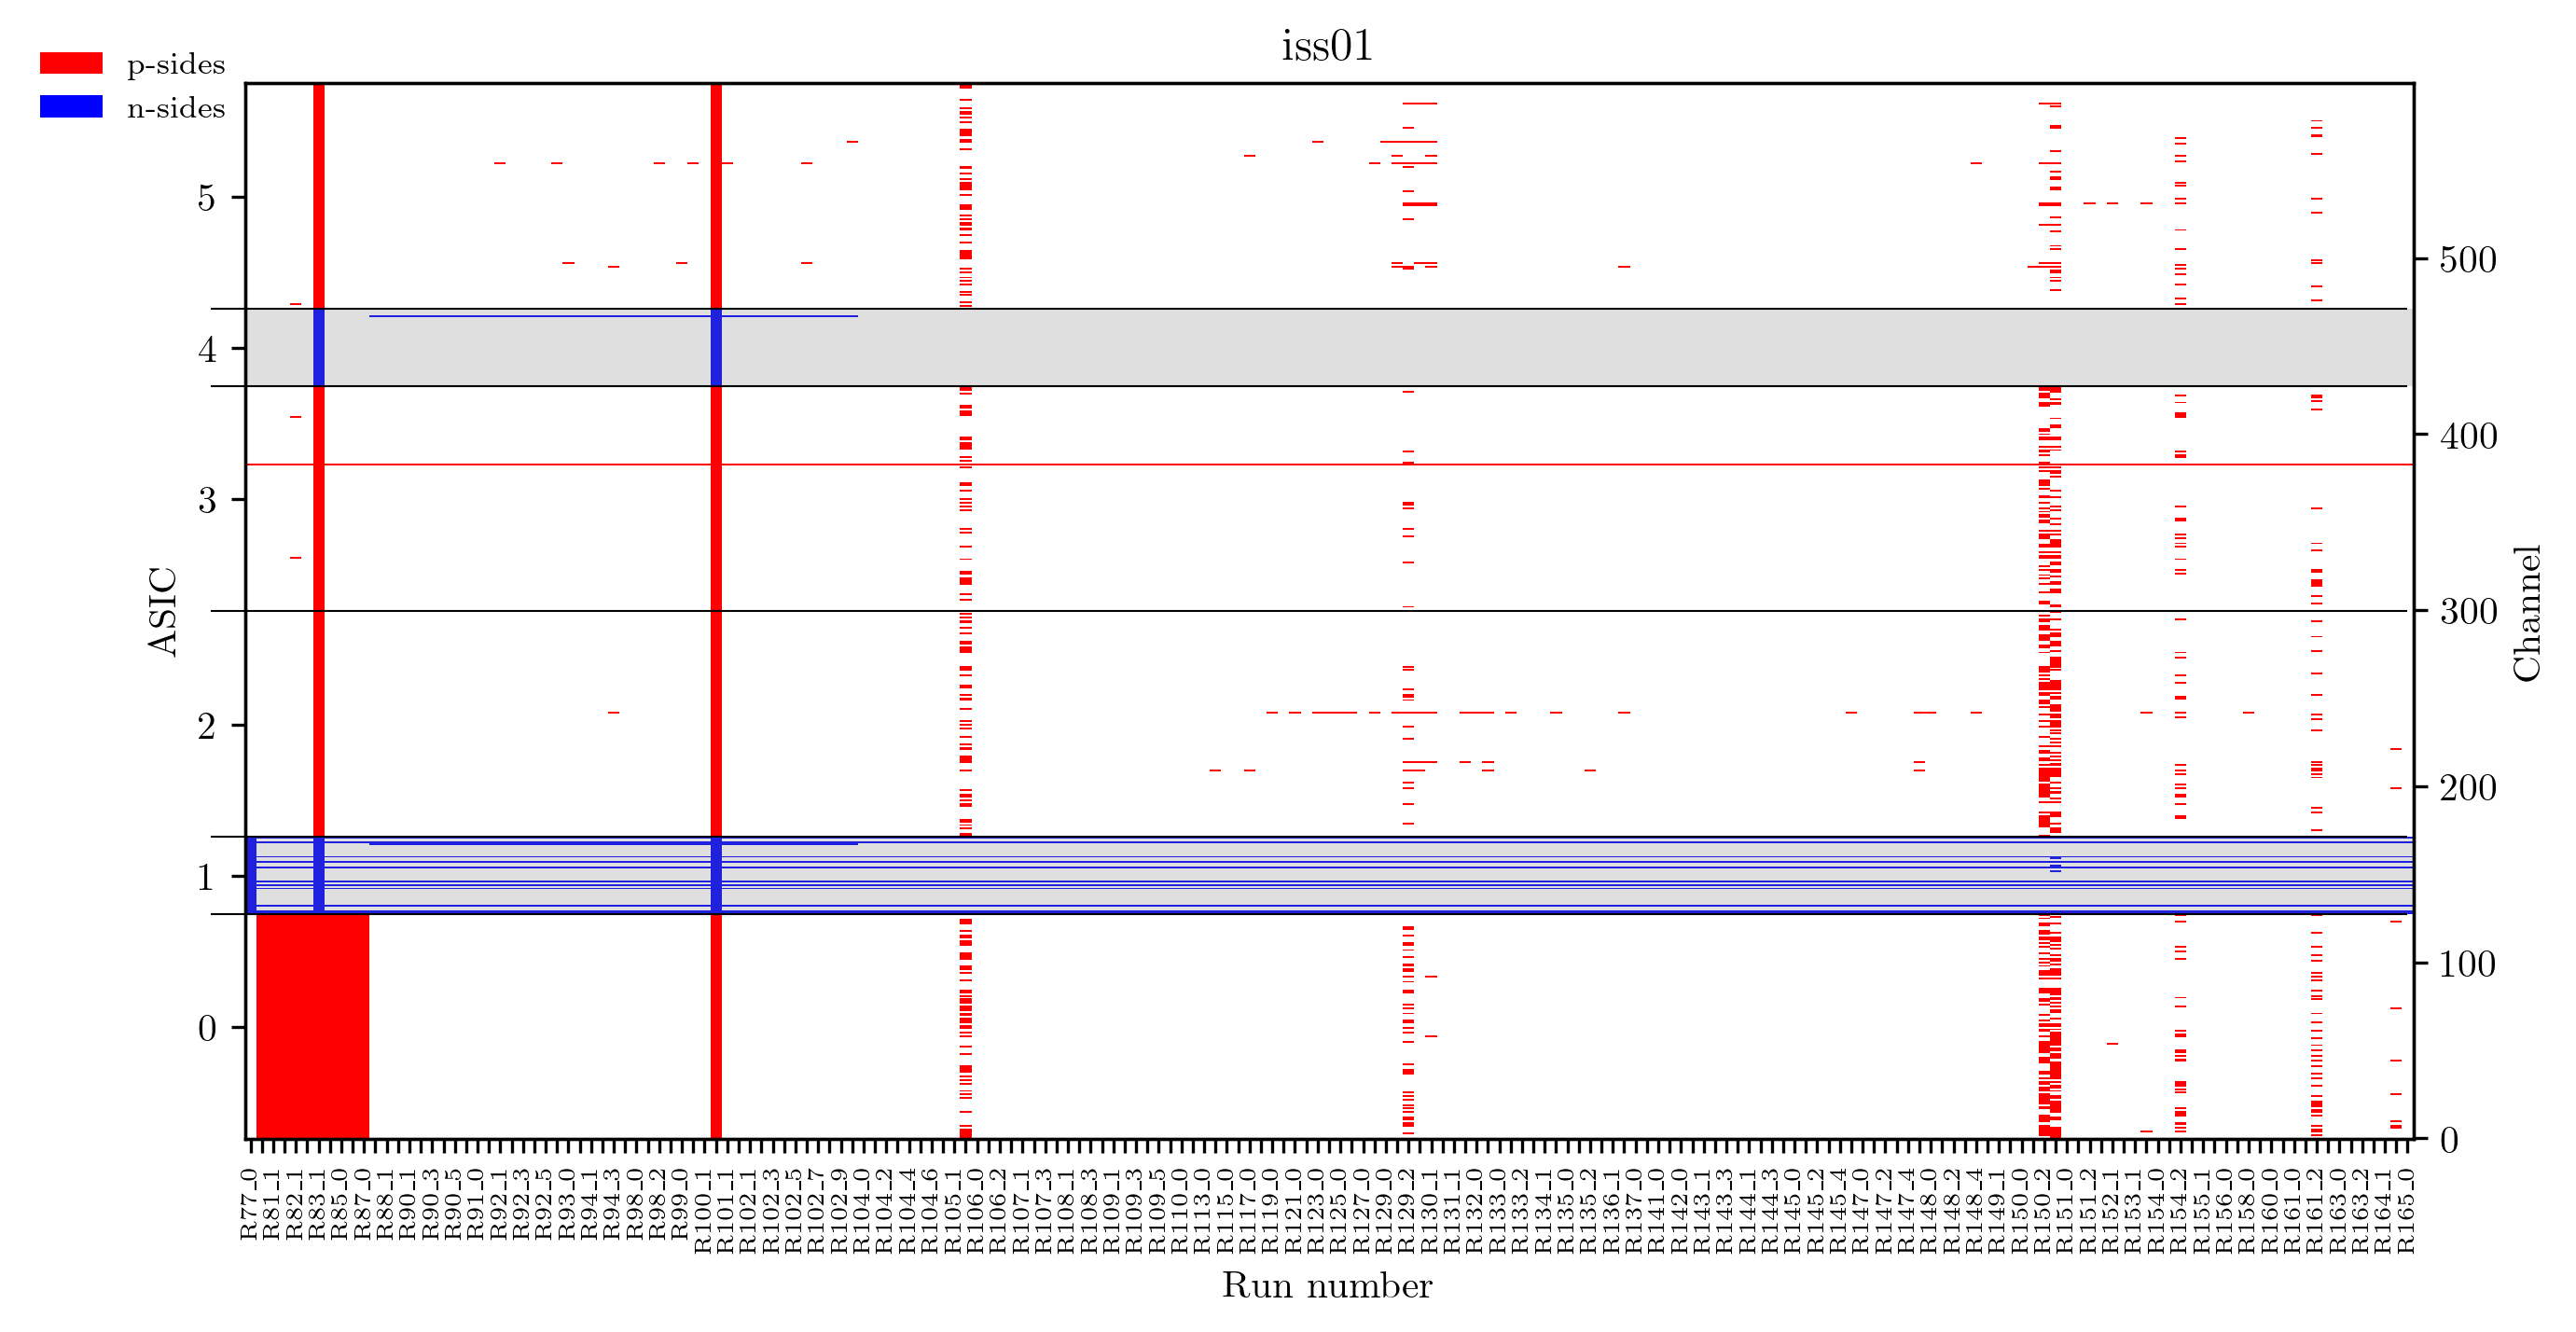 iss01
p-sides
n-sides
ASIC
5
4
3
2
1
0
500
400
300
200
100
0
Channel
R77_0
R81_1
R82_1
R83_1
R85_0
R87_0
R88_1
R90_1
R90_3
R90_5
R91_0
R92_1
R92_3
R92_5
R93_0
R94_1
R94_3
R98_0
R98_2
R99_0
R100_1
R101_1
R102_1
R102_3
R102_5
R102_7
R102_9
R104_0
R104_2
R104_4
R104_6
R105_1
R106_0
R106_2
R107_1
R107_3
R108_1
R108_3
R109_1
R109_3
R109_5
R110_0
R113_0
R115_0
R117_0
R119_0
R121_0
R123_0
R125_0
R127_0
R129_0
R129_2
R130_1
R131_1
R132_0
R133_0
R133_2
R134_1
R135_0
R135_2
R136_1
R137_0
R141_0
R142_0
R143_1
R143_3
R144_1
R144_3
R145_0
R145_2
R145_4
R147_0
R147_2
R147_4
R148_0
R148_2
R148_4
R149_1
R150_0
R150_2
R151_0
R151_2
R152_1
R153_1
R154_0
R154_2
R155_1
R156_0
R158_0
R160_0
R161_0
R161_2
R163_0
R163_2
R164_1
R165_0
Run number